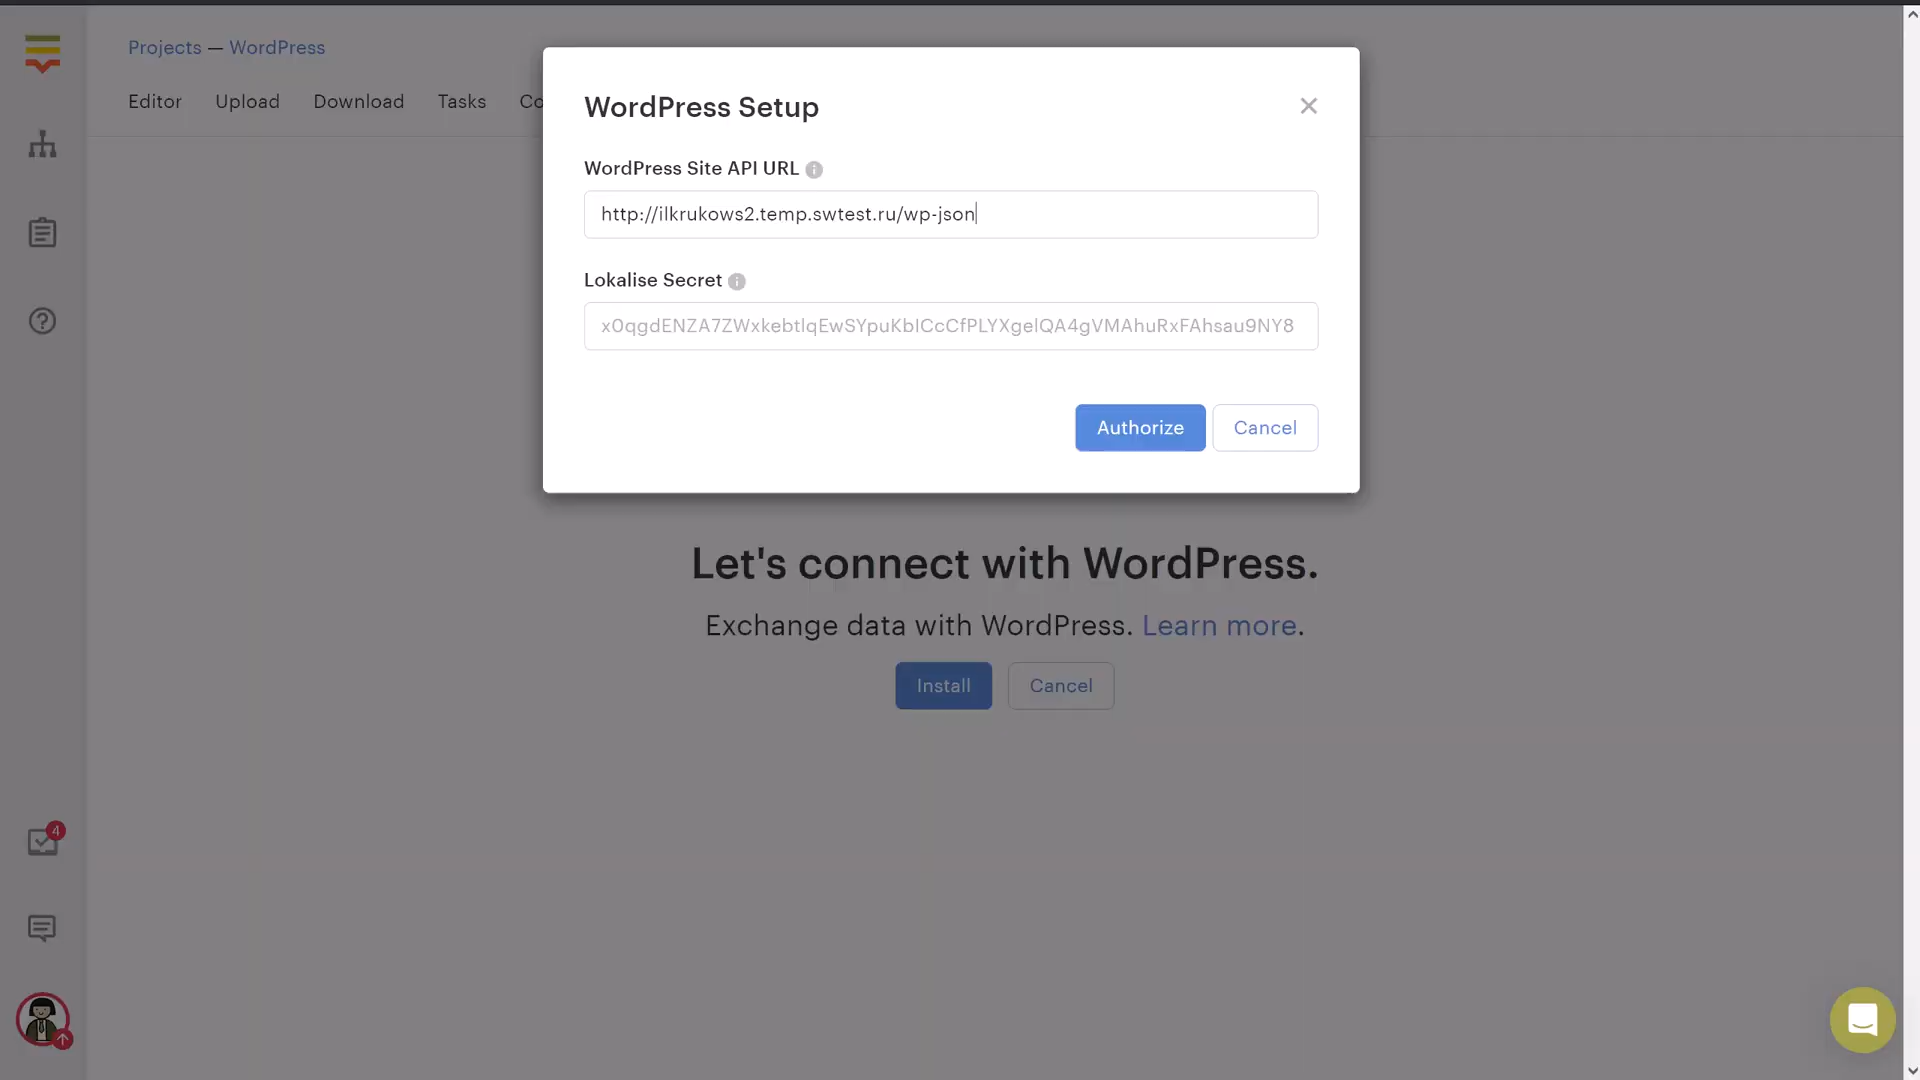 Projects — WordPress
Editor Upload Download Tasks Co
WordPress Setup
WordPress Site API URL
http://ilkrukows2.temp.swtest.ru/wp-json
Lokalise Secret
x0qgdENZA7ZWxkebtlqEwSYpuKbICcCfPLYXgelQA4gVMAhuRxFAhsau9NY8
Authorize Cancel
Let's connect with WordPress.
Exchange data with WordPress. Learn more.
Install Cancel
4